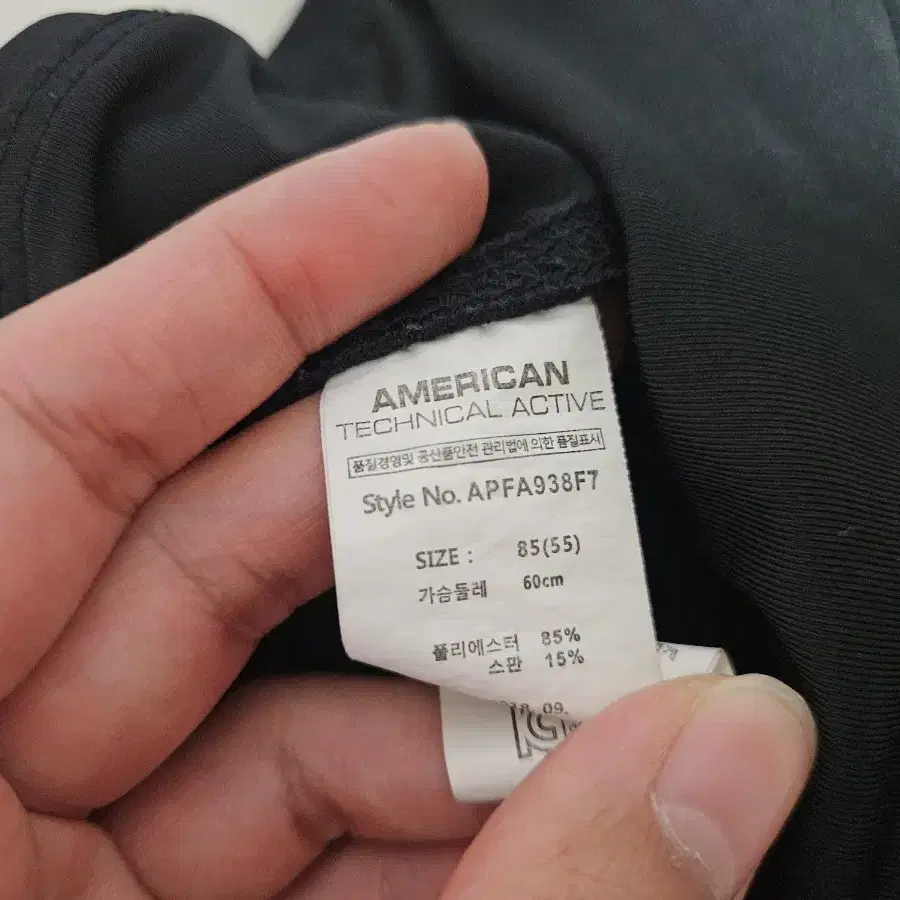 AMERICAN
TECHNICAL ACTIVE
품질경영및 공산품안전 관리법에 의한 품질표시
Style No. APFA938F7
SIZE : 85(55)
가슴둘레 60cm
폴리에스터 85%
스판 15%
09.